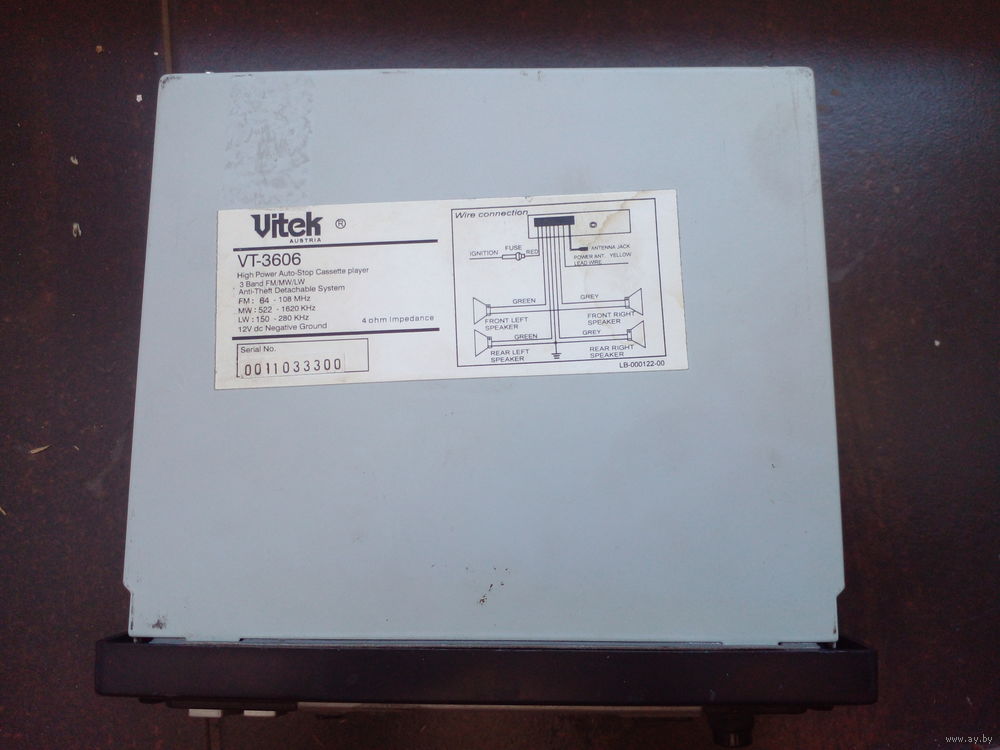 Vitek ®
AUSTRIA
VT-3606
High Power Auto-Stop Cassette player
3 Band FM/MW/LW
Anti-Theft Detachable System
FM : 64 - 108 MHz
MW : 522 - 1620 KHz
LW : 150 - 280 KHz
12V dc Negative Ground
4 ohm Impedance
Serial No.
0011033300
Wire connection
IGNITION
FUSE
RED
ANTENNA JACK
POWER ANT. YELLOW
LEAD WIRE
GREEN
GREY
FRONT LEFT
SPEAKER
FRONT RIGHT
SPEAKER
GREEN
GREY
REAR LEFT
SPEAKER
REAR RIGHT
SPEAKER
LB-000122-00
www.ay.by